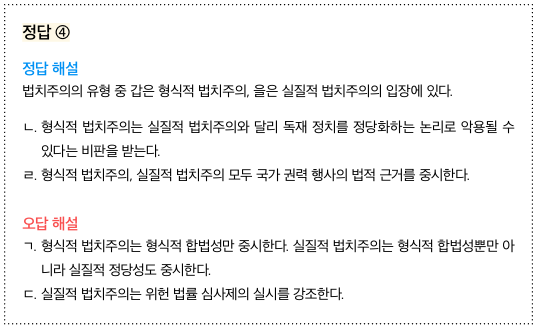 정답 ④
정답 해설
법치주의의 유형 중 갑은 형식적 법치주의, 을은 실질적 법치주의의 입장에 있다.
ㄴ. 형식적 법치주의는 실질적 법치주의와 달리 독재 정치를 정당화하는 논리로 악용될 수
있다는 비판을 받는다.
ㄹ. 형식적 법치주의, 실질적 법치주의 모두 국가 권력 행사의 법적 근거를 중시한다.
오답 해설
ㄱ. 형식적 법치주의는 형식적 합법성만 중시한다. 실질적 법치주의는 형식적 합법성뿐만 아
니라 실질적 정당성도 중시한다.
ㄷ. 실질적 법치주의는 위헌 법률 심사제의 실시를 강조한다.